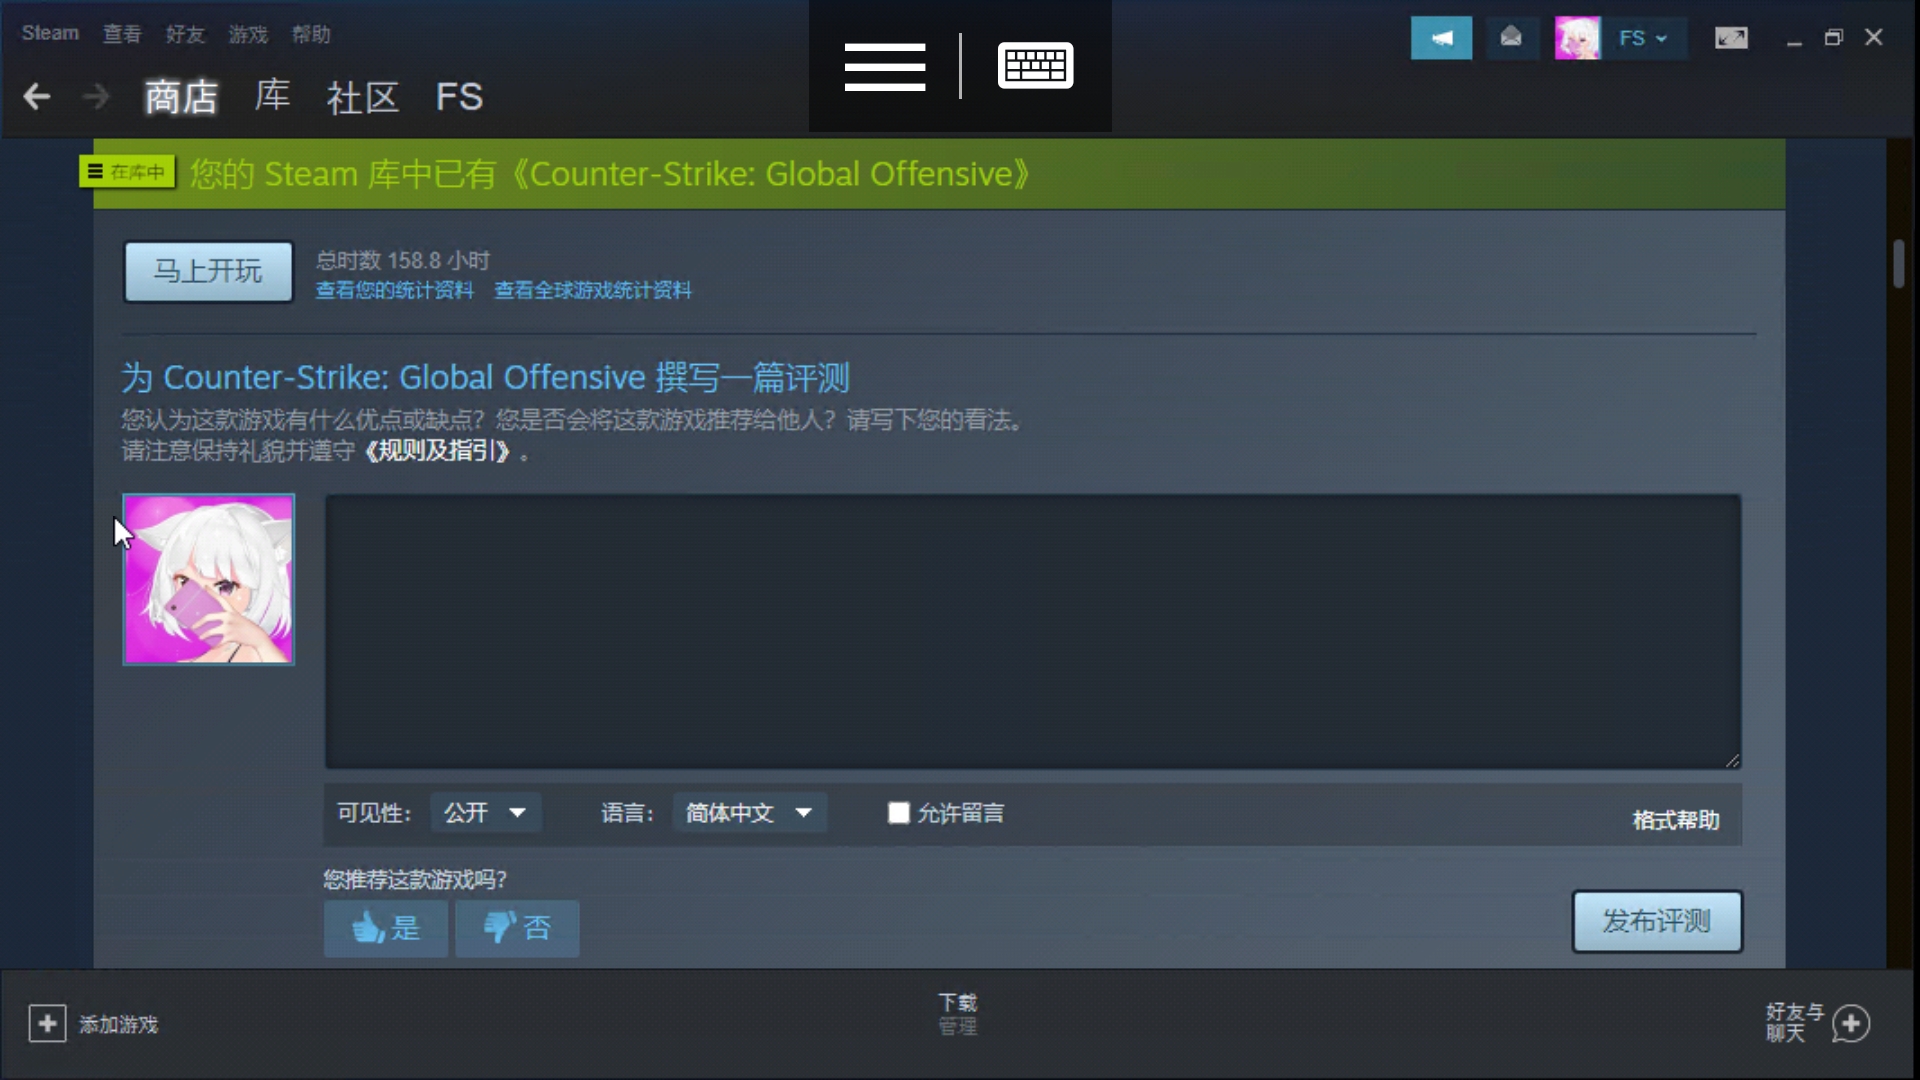 Steam 查看 好友 游戏 帮助
FS
商店 库 社区 FS
在库中
您的 Steam 库中已有《Counter-Strike: Global Offensive》
马上开玩
总时数 158.8 小时
查看您的统计资料 查看全球游戏统计资料
为 Counter-Strike: Global Offensive 撰写一篇评测
您认为这款游戏有什么优点或缺点？您是否会将这款游戏推荐给他人？请写下您的看法。
请注意保持礼貌并遵守《规则及指引》。
可见性： 公开 语言： 简体中文 允许留言
格式帮助
您推荐这款游戏吗？
是 否
发布评测
添加游戏
下载
管理
好友与
聊天